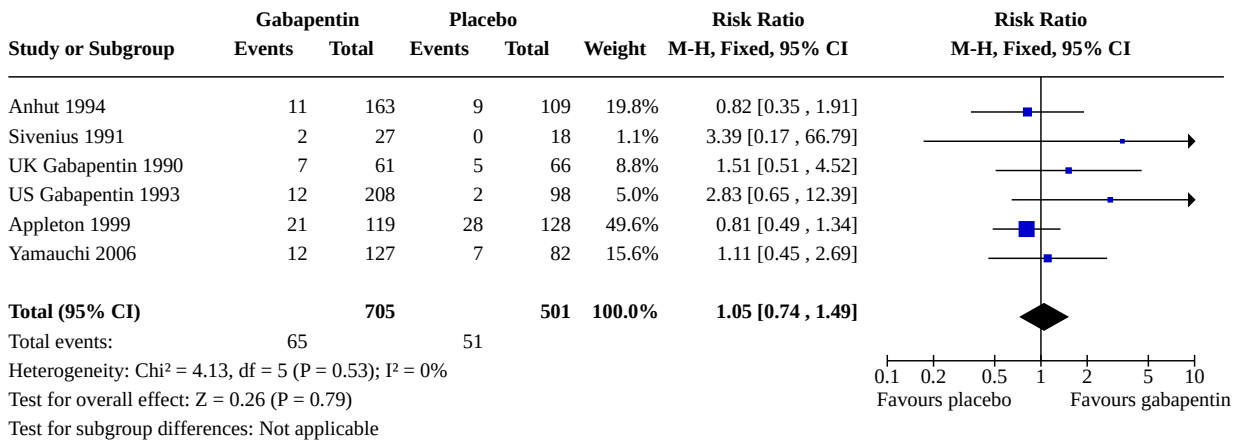 Gabapentin Placebo Risk Ratio Risk Ratio
Study or Subgroup Events Total Events Total Weight M-H, Fixed, 95% CI M-H, Fixed, 95% CI
Anhut 1994 11 163 9 109 19.8% 0.82 [0.35 , 1.91]
Sivenius 1991 2 27 0 18 1.1% 3.39 [0.17 , 66.79]
UK Gabapentin 1990 7 61 5 66 8.8% 1.51 [0.51 , 4.52]
US Gabapentin 1993 12 208 2 98 5.0% 2.83 [0.65 , 12.39]
Appleton 1999 21 119 28 128 49.6% 0.81 [0.49 , 1.34]
Yamauchi 2006 12 127 7 82 15.6% 1.11 [0.45 , 2.69]
Total (95% CI) 705 501 100.0% 1.05 [0.74 , 1.49]
Total events: 65 51
Heterogeneity: Chi² = 4.13, df = 5 (P = 0.53); I² = 0%
0.1 0.2 0.5 1 2 5 10
Test for overall effect: Z = 0.26 (P = 0.79) Favours placebo Favours gabapentin
Test for subgroup differences: Not applicable